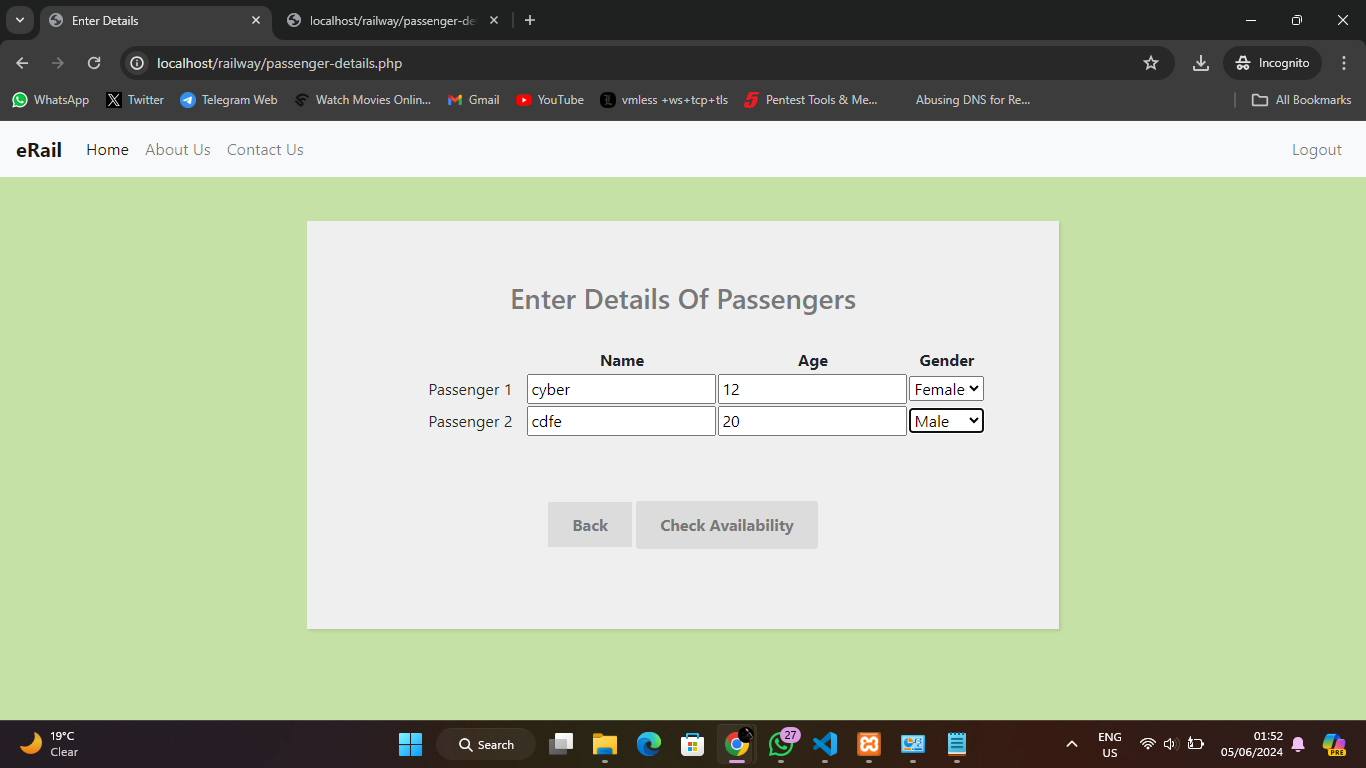 Enter Details
localhost/railway/passenger-de
localhost/railway/passenger-details.php
Incognito
WhatsApp
Twitter
Telegram Web
Watch Movies Onlin...
Gmail
YouTube
vmless +ws+tcp+tls
Pentest Tools & Me...
Abusing DNS for Re...
All Bookmarks
eRail
Home
About Us
Contact Us
Logout
Enter Details Of Passengers
Name Age Gender
Passenger 1 cyber 12 Female
Passenger 2 cdfe 20 Male
Back
Check Availability
19°C
Clear
Search
27
ENG
US
01:52
05/06/2024
PRE